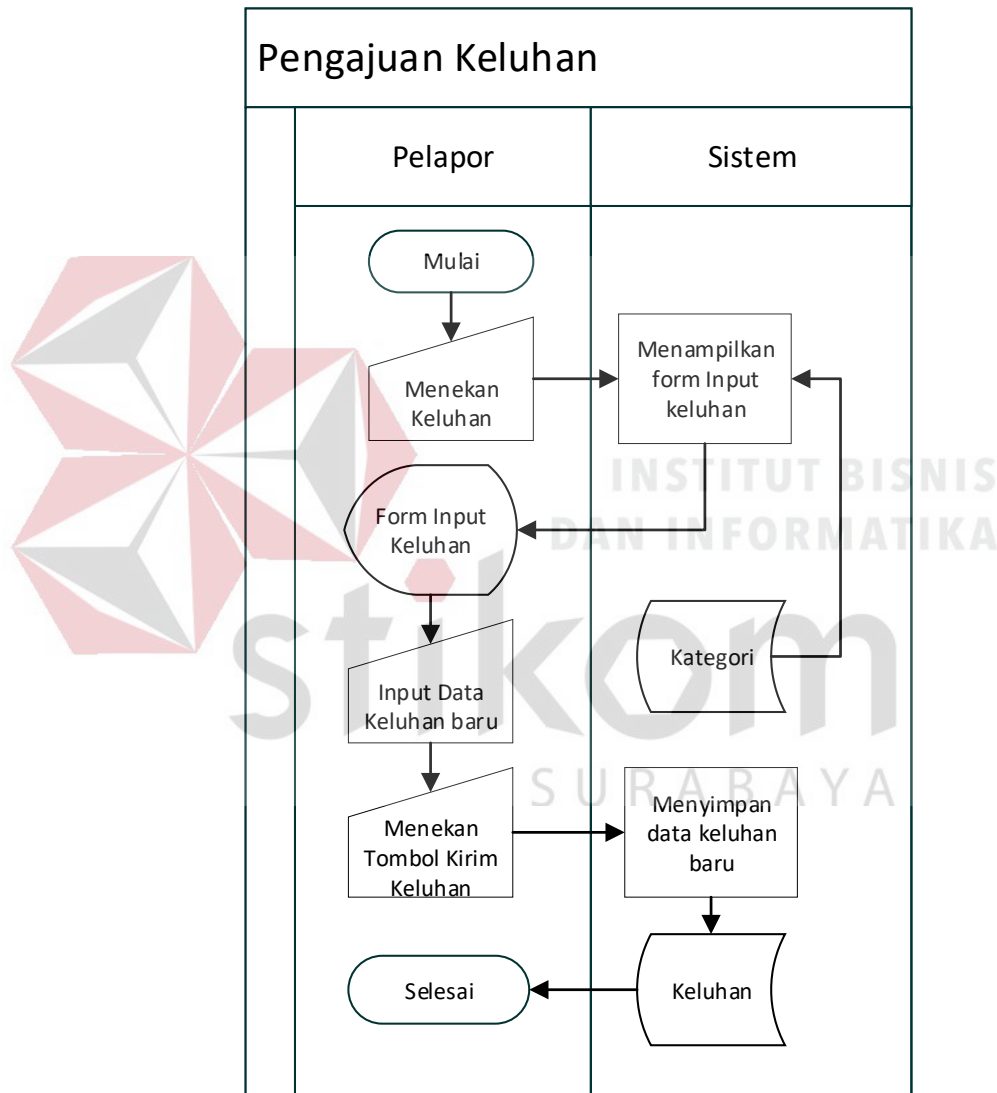 Pengajuan Keluhan
Pelapor
Sistem
Mulai
Menekan
Keluhan
Menampilkan
form Input
keluhan
INSTITUT BISNIS
DAN INFORMATIKA
Form Input
Keluhan
stikom
SURABAYA
Kategori
Input Data
Keluhan baru
Menekan
Tombol Kirim
Keluhan
Menyimpan
data keluhan
baru
Selesai
Keluhan